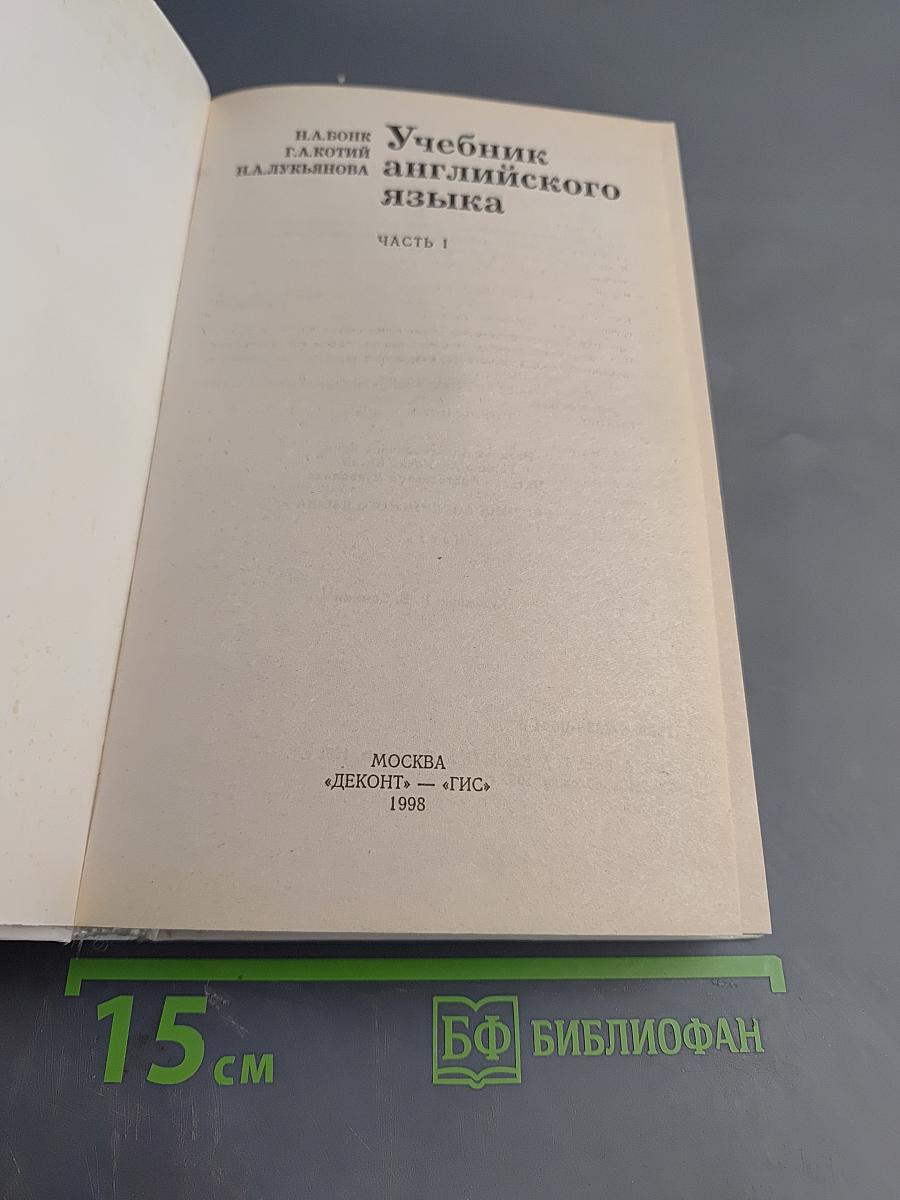 Н.А.БОНК
Г.А.КОТИЙ
Н.А.ЛУКЬЯНОВА
Учебник
английского
языка
ЧАСТЬ I
МОСКВА
«ДЕКОНТ» — «ГИС»
1998
15 см
БФ БИБЛИОФАН